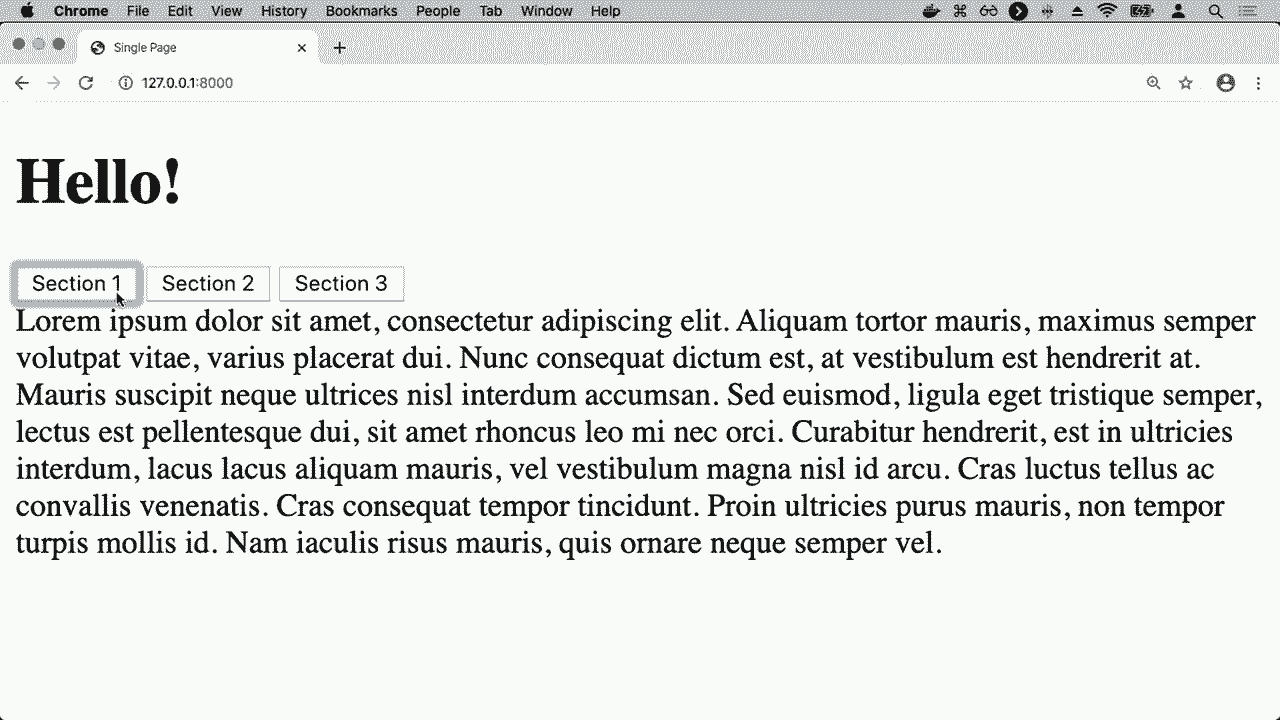 Chrome File Edit View History Bookmarks People Tab Window Help
Single Page
127.0.0.1:8000
Hello!
Section 1 Section 2 Section 3
Lorem ipsum dolor sit amet, consectetur adipiscing elit. Aliquam tortor mauris, maximus semper
volutpat vitae, varius placerat dui. Nunc consequat dictum est, at vestibulum est hendrerit at.
Mauris suscipit neque ultrices nisl interdum accumsan. Sed euismod, ligula eget tristique semper,
lectus est pellentesque dui, sit amet rhoncus leo mi nec orci. Curabitur hendrerit, est in ultricies
interdum, lacus lacus aliquam mauris, vel vestibulum magna nisl id arcu. Cras luctus tellus ac
convallis venenatis. Cras consequat tempor tincidunt. Proin ultricies purus mauris, non tempor
turpis mollis id. Nam iaculis risus mauris, quis ornare neque semper vel.